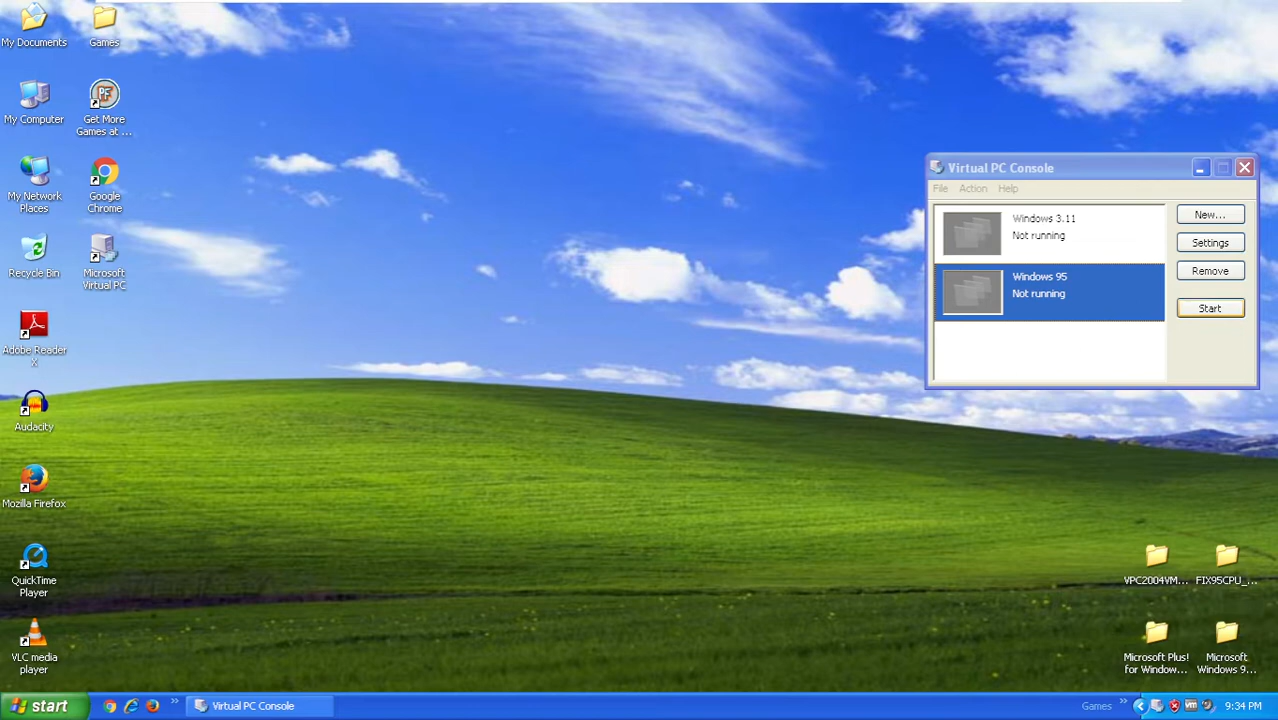 My Documents
Games
My Computer
Get More
Games at ...
My Network
Places
Google
Chrome
Recycle Bin
Microsoft
Virtual PC
Adobe Reader
X
Audacity
Mozilla Firefox
QuickTime
Player
VLC media
player
Virtual PC Console
File Action Help
Windows 3.11
Not running
Windows 95
Not running
New...
Settings
Remove
Start
VPC2004VM...
FIX95CPU_...
Microsoft Plus!
for Window...
Microsoft
Windows 9...
start
Virtual PC Console
Games
9:34 PM